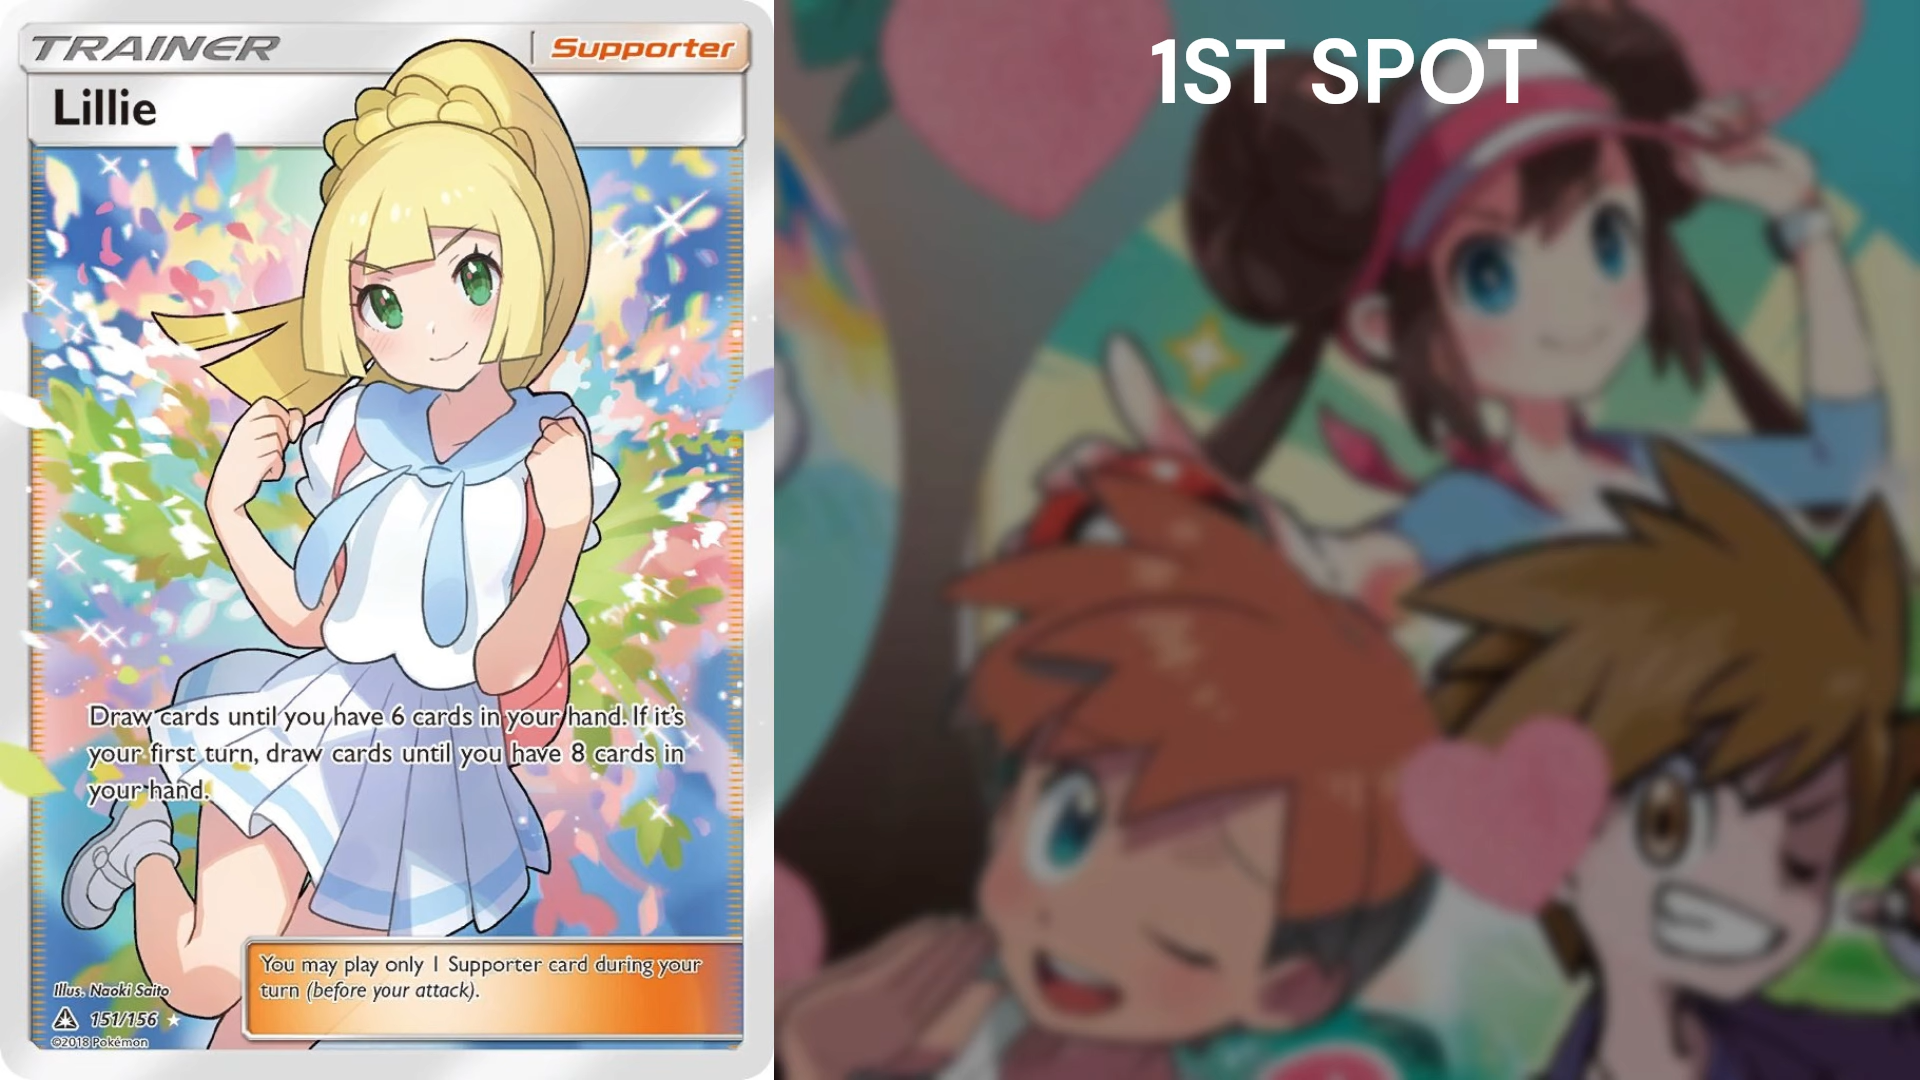 TRAINER
Supporter
Lillie
1ST SPOT
Draw cards until you have 6 cards in your hand. If it's
your first turn, draw cards until you have 8 cards in
your hand.
You may play only 1 Supporter card during your
turn (before your attack).
Illus. Naoki Saito
151/156
©2018 Pokémon